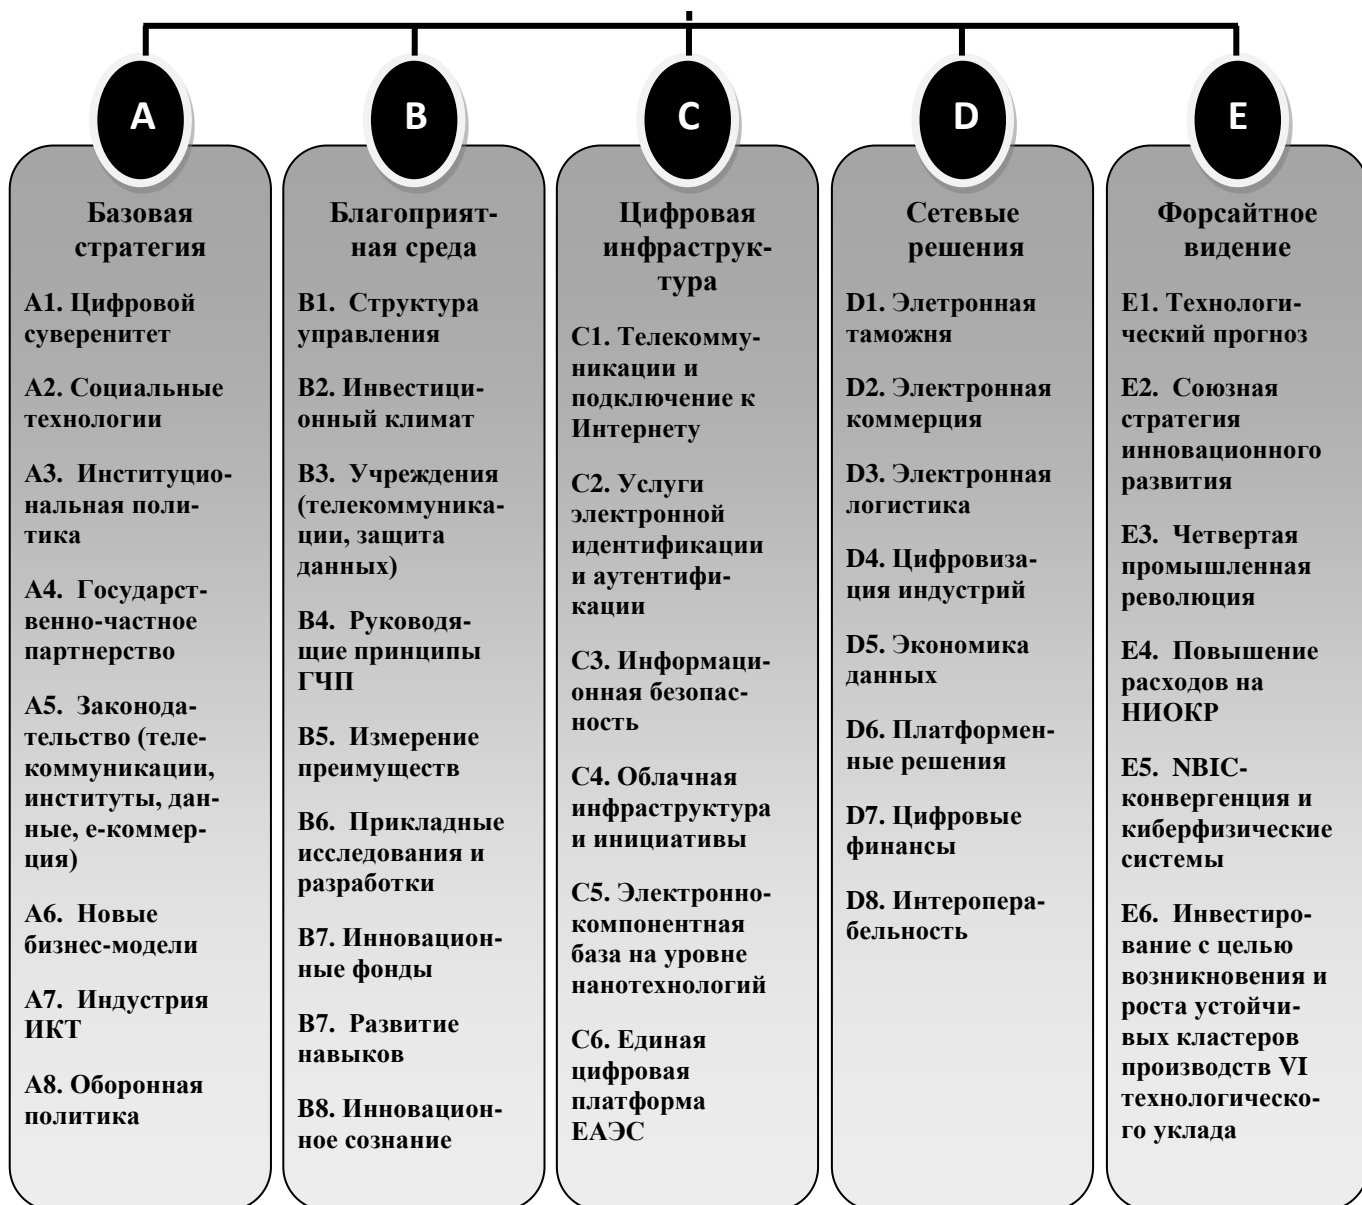 A
Базовая
стратегия
A1. Цифровой
суверенитет
A2. Социальные
технологии
A3. Институцио-
нальная поли-
тика
A4. Государст-
венно-частное
партнерство
A5. Законода-
тельство (теле-
коммуникации,
институты, дан-
ные, е-коммер-
ция)
A6. Новые
бизнес-модели
A7. Индустрия
ИКТ
A8. Оборонная
политика
B
Благоприят-
ная среда
B1. Структура
управления
B2. Инвестици-
онный климат
B3. Учреждения
(телекоммуника-
ции, защита
данных)
B4. Руководя-
щие принципы
ГЧП
B5. Измерение
преимуществ
B6. Прикладные
исследования и
разработки
B7. Инновацион-
ные фонды
B7. Развитие
навыков
B8. Инновацион-
ное сознание
C
Цифровая
инфраструк-
тура
C1. Телекомму-
никации и
подключение к
Интернету
C2. Услуги
электронной
идентификации
и аутентифи-
кации
C3. Информаци-
онная безопас-
ность
C4. Облачная
инфраструктура
и инициативы
C5. Электронно-
компонентная
база на уровне
нанотехнологий
C6. Единая
цифровая
платформа
ЕАЭС
D
Сетевые
решения
D1. Элетронная
таможня
D2. Электронная
коммерция
D3. Электронная
логистика
D4. Цифровиза-
ция индустрий
D5. Экономика
данных
D6. Платформен-
ные решения
D7. Цифровые
финансы
D8. Интеропера-
бельность
E
Форсайтное
видение
E1. Технологи-
ческий прогноз
E2. Союзная
стратегия
инновационного
развития
E3. Четвертая
промышленная
революция
E4. Повышение
расходов на
НИОКР
E5. NBIC-
конвергенция и
киберфизические
системы
E6. Инвестиро-
вание с целью
возникновения и
роста устойчи-
вых кластеров
производств VI
технологическо-
го уклада